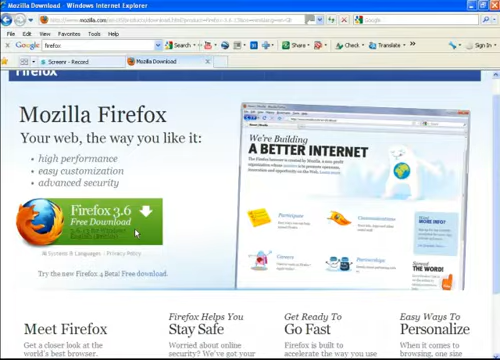 Mozilla Download - Windows Internet Explorer
Google
File Edit View Favorites Tools Help
Google firefox Search Share Check Translate Sign In
Screenr - Record Mozilla Download
Firefox
Mozilla Firefox
Your web, the way you like it:
high performance
easy customization
advanced security
Firefox 3.6
Free Download
All Systems & Languages Privacy Policy
Try the new Firefox 4 Beta! Free download.
We're Building
A BETTER INTERNET
Participate
Careers
MORE INFO?
SPREAD
THE WORD!
Meet Firefox
Get a closer look at
the world's best browser.
Firefox Helps You
Stay Safe
Worried about online
security? We've got your
Get Ready To
Go Fast
Firefox is built to
accelerate the way you
Easy Ways To
Personalize
When it comes to
browsing, one size